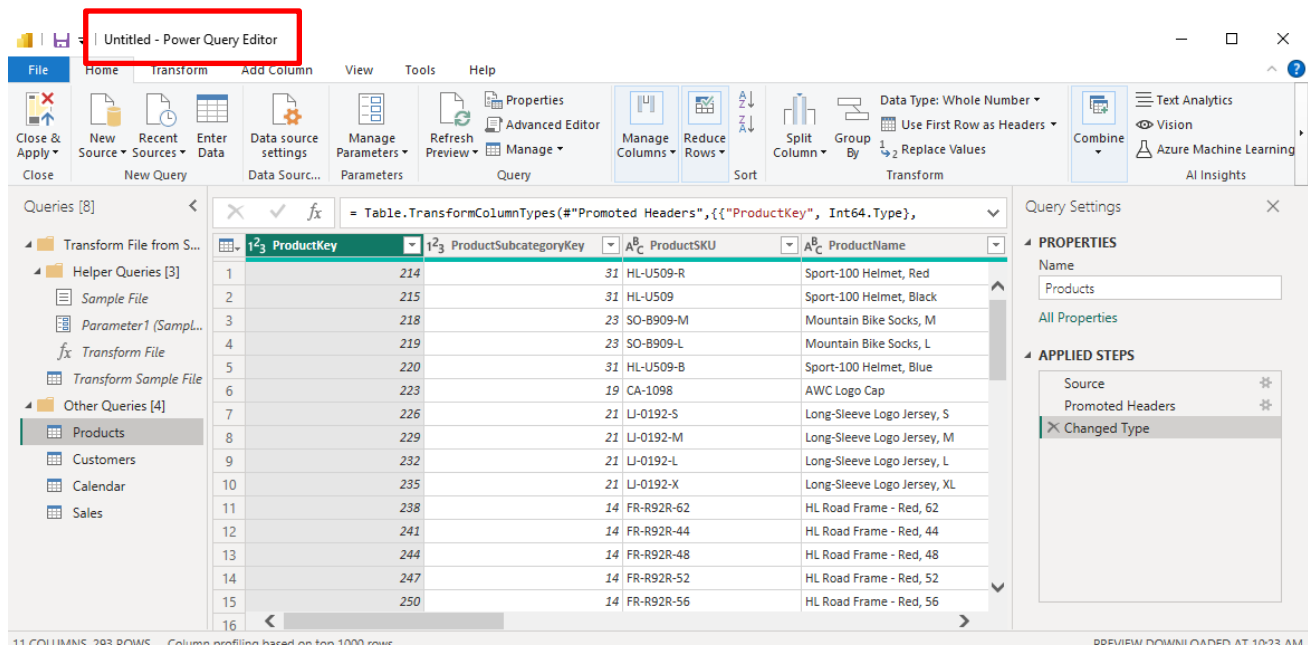 Untitled - Power Query Editor
File Home Transform Add Column View Tools Help
Close & Apply
New Source
Recent Sources
Enter Data
Data source settings
Manage Parameters
Refresh Preview
Properties
Advanced Editor
Manage
Manage Columns
Reduce Rows
Split Column
Group By
Data Type: Whole Number
Use First Row as Headers
Replace Values
Combine
Text Analytics
Vision
Azure Machine Learning
Close New Query Data Sourc... Parameters Query Sort Transform AI Insights
Queries [8]
Transform File from S...
Helper Queries [3]
Sample File
Parameter1 (Sampl...
fx Transform File
Transform Sample File
Other Queries [4]
Products
Customers
Calendar
Sales
fx = Table.TransformColumnTypes(#"Promoted Headers",{{"ProductKey", Int64.Type},
1²3 ProductKey 1²3 ProductSubcategoryKey ABC ProductSKU ABC ProductName
1 214 31 HL-U509-R Sport-100 Helmet, Red
2 215 31 HL-U509 Sport-100 Helmet, Black
3 218 23 SO-B909-M Mountain Bike Socks, M
4 219 23 SO-B909-L Mountain Bike Socks, L
5 220 31 HL-U509-B Sport-100 Helmet, Blue
6 223 19 CA-1098 AWC Logo Cap
7 226 21 LJ-0192-S Long-Sleeve Logo Jersey, S
8 229 21 LJ-0192-M Long-Sleeve Logo Jersey, M
9 232 21 LJ-0192-L Long-Sleeve Logo Jersey, L
10 235 21 LJ-0192-X Long-Sleeve Logo Jersey, XL
11 238 14 FR-R92R-62 HL Road Frame - Red, 62
12 241 14 FR-R92R-44 HL Road Frame - Red, 44
13 244 14 FR-R92R-48 HL Road Frame - Red, 48
14 247 14 FR-R92R-52 HL Road Frame - Red, 52
15 250 14 FR-R92R-56 HL Road Frame - Red, 56
16
Query Settings
PROPERTIES
Name
Products
All Properties
APPLIED STEPS
Source
Promoted Headers
Changed Type
11 COLUMNS, 293 ROWS Column profiling based on top 1000 rows
PREVIEW DOWNLOADED AT 10:23 AM